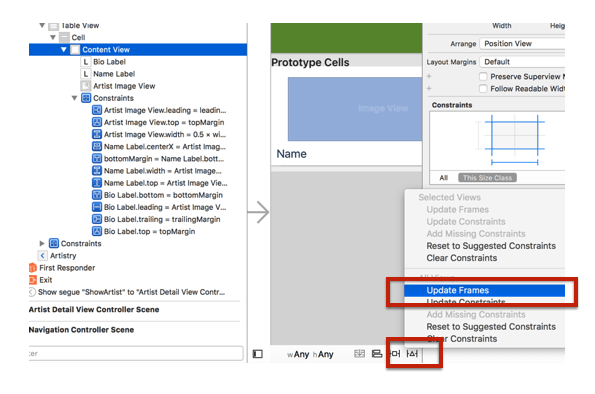 Table View
Cell
Content View
L Bio Label
L Name Label
Artist Image View
Constraints
Artist Image View.leading = leadin...
Artist Image View.top = topMargin
Artist Image View.width = 0.5 × wi...
Name Label.centerX = Artist Imag...
bottomMargin = Name Label.bott...
Name Label.width = Artist Image...
Name Label.top = Artist Image Vie...
Bio Label.bottom = bottomMargin
Bio Label.leading = Artist Image V...
Bio Label.trailing = trailingMargin
Bio Label.top = topMargin
Constraints
Artistry
First Responder
Exit
Show segue "ShowArtist" to "Artist Detail View Contr...
Artist Detail View Controller Scene
Navigation Controller Scene
Prototype Cells
Image View
Name
w Any h Any
Width Heig
Arrange Position View
Layout Margins Default
Preserve Superview M
Follow Readable Widt
Constraints
All This Size Class
Selected Views
Update Frames
Update Constraints
Add Missing Constraints
Reset to Suggested Constraints
Clear Constraints
All Views
Update Frames
Update Constraints
Add Missing Constraints
Reset to Suggested Constraints
Clear Constraints